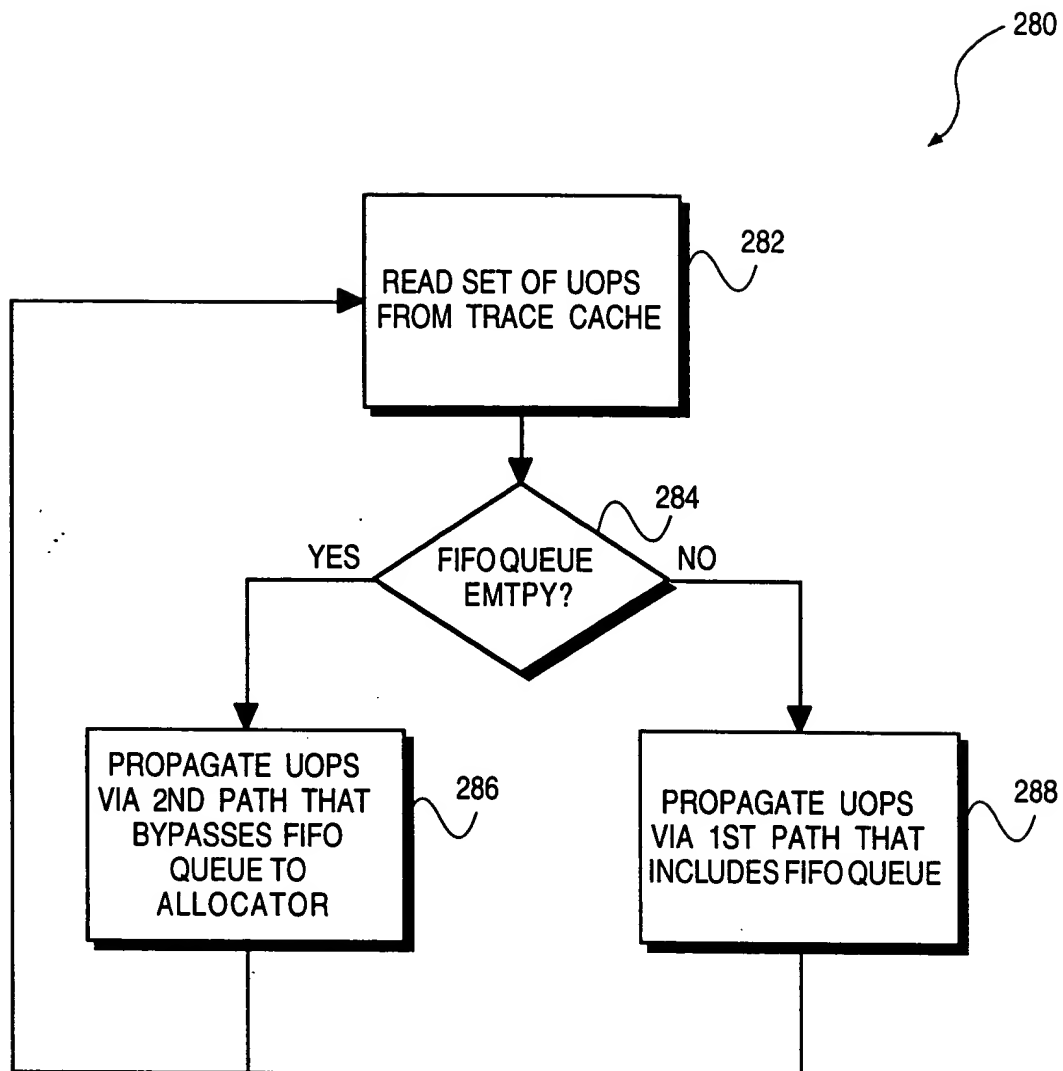 280
READ SET OF UOPS
FROM TRACE CACHE
282
FIFO QUEUE
EMTPY?
284
YES
NO
PROPAGATE UOPS
VIA 2ND PATH THAT
BYPASSES FIFO
QUEUE TO
ALLOCATOR
286
PROPAGATE UOPS
VIA 1ST PATH THAT
INCLUDES FIFO QUEUE
288